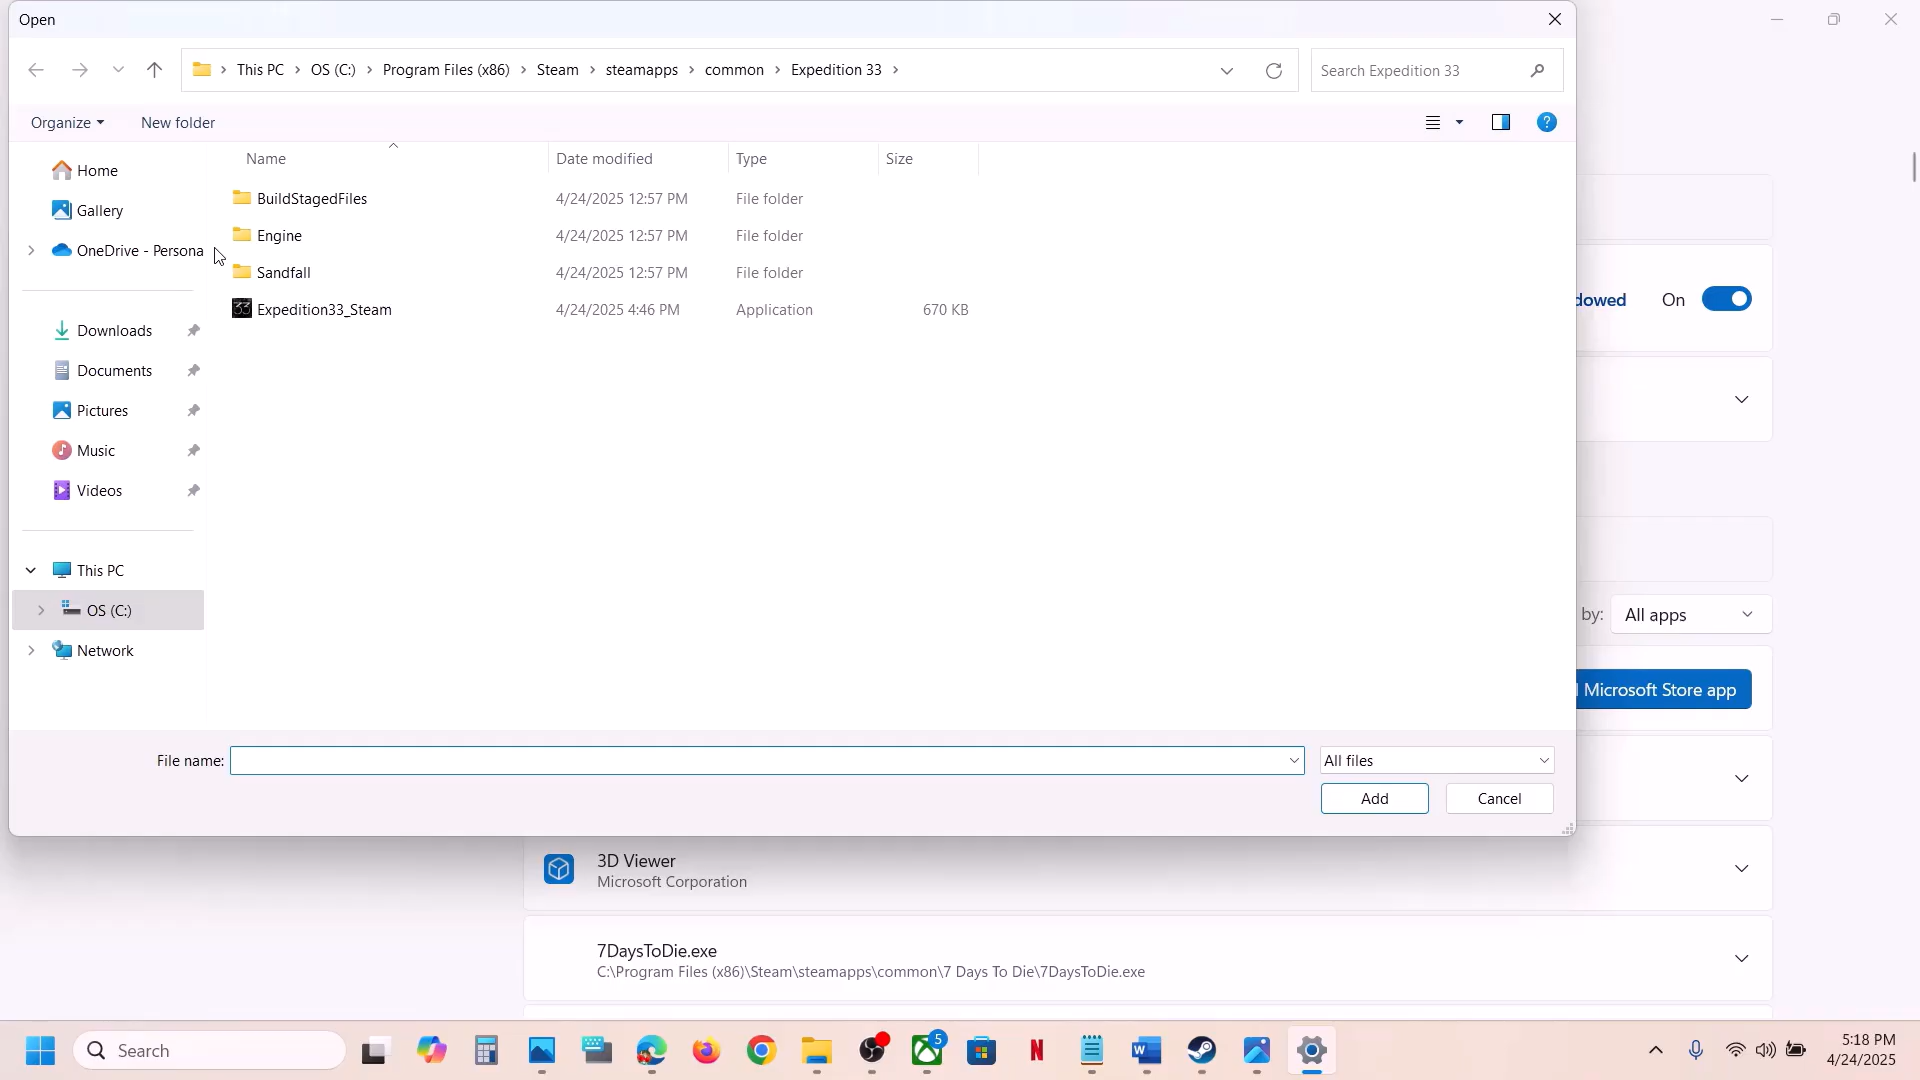 Open
This PC > OS (C:) > Program Files (x86) > Steam > steamapps > common > Expedition 33 >
Search Expedition 33
Organize
New folder
?
Name
Date modified
Type
Size
Home
Gallery
OneDrive - Persona
Downloads
Documents
Pictures
Music
Videos
This PC
OS (C:)
Network
BuildStagedFiles 4/24/2025 12:57 PM File folder
Engine 4/24/2025 12:57 PM File folder
Sandfall 4/24/2025 12:57 PM File folder
33 Expedition33_Steam 4/24/2025 4:46 PM Application 670 KB
File name:
All files
Add
Cancel
dowed On
by: All apps
Microsoft Store app
3D Viewer
Microsoft Corporation
7DaysToDie.exe
C:\Program Files (x86)\Steam\steamapps\common\7 Days To Die\7DaysToDie.exe
Search
5
N
W
5:18 PM
4/24/2025